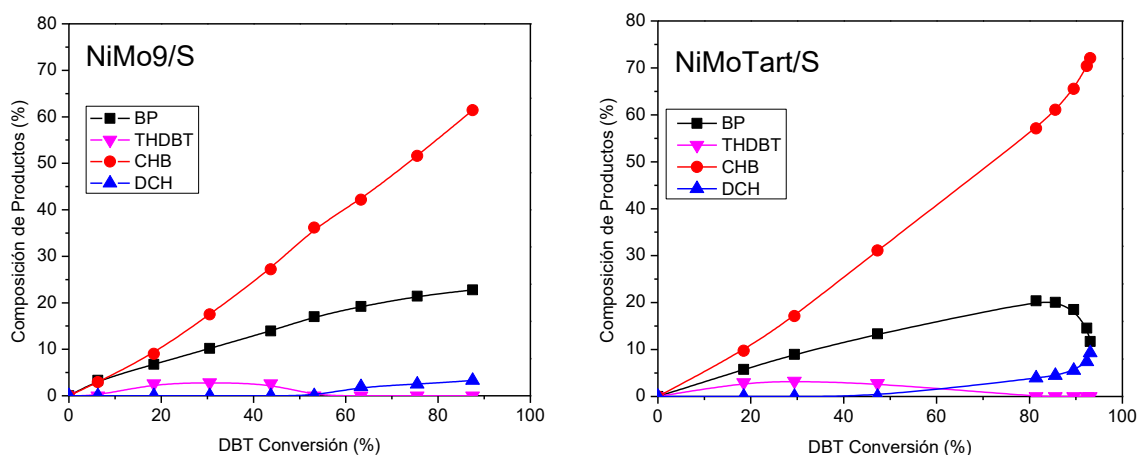 NiMo9/S
BP
THDBT
CHB
DCH
Composición de Productos (%)
80
70
60
50
40
30
20
10
0
0 20 40 60 80 100
DBT Conversión (%)
NiMoTart/S
BP
THDBT
CHB
DCH
Composición de Productos (%)
80
70
60
50
40
30
20
10
0
0 20 40 60 80 100
DBT Conversión (%)